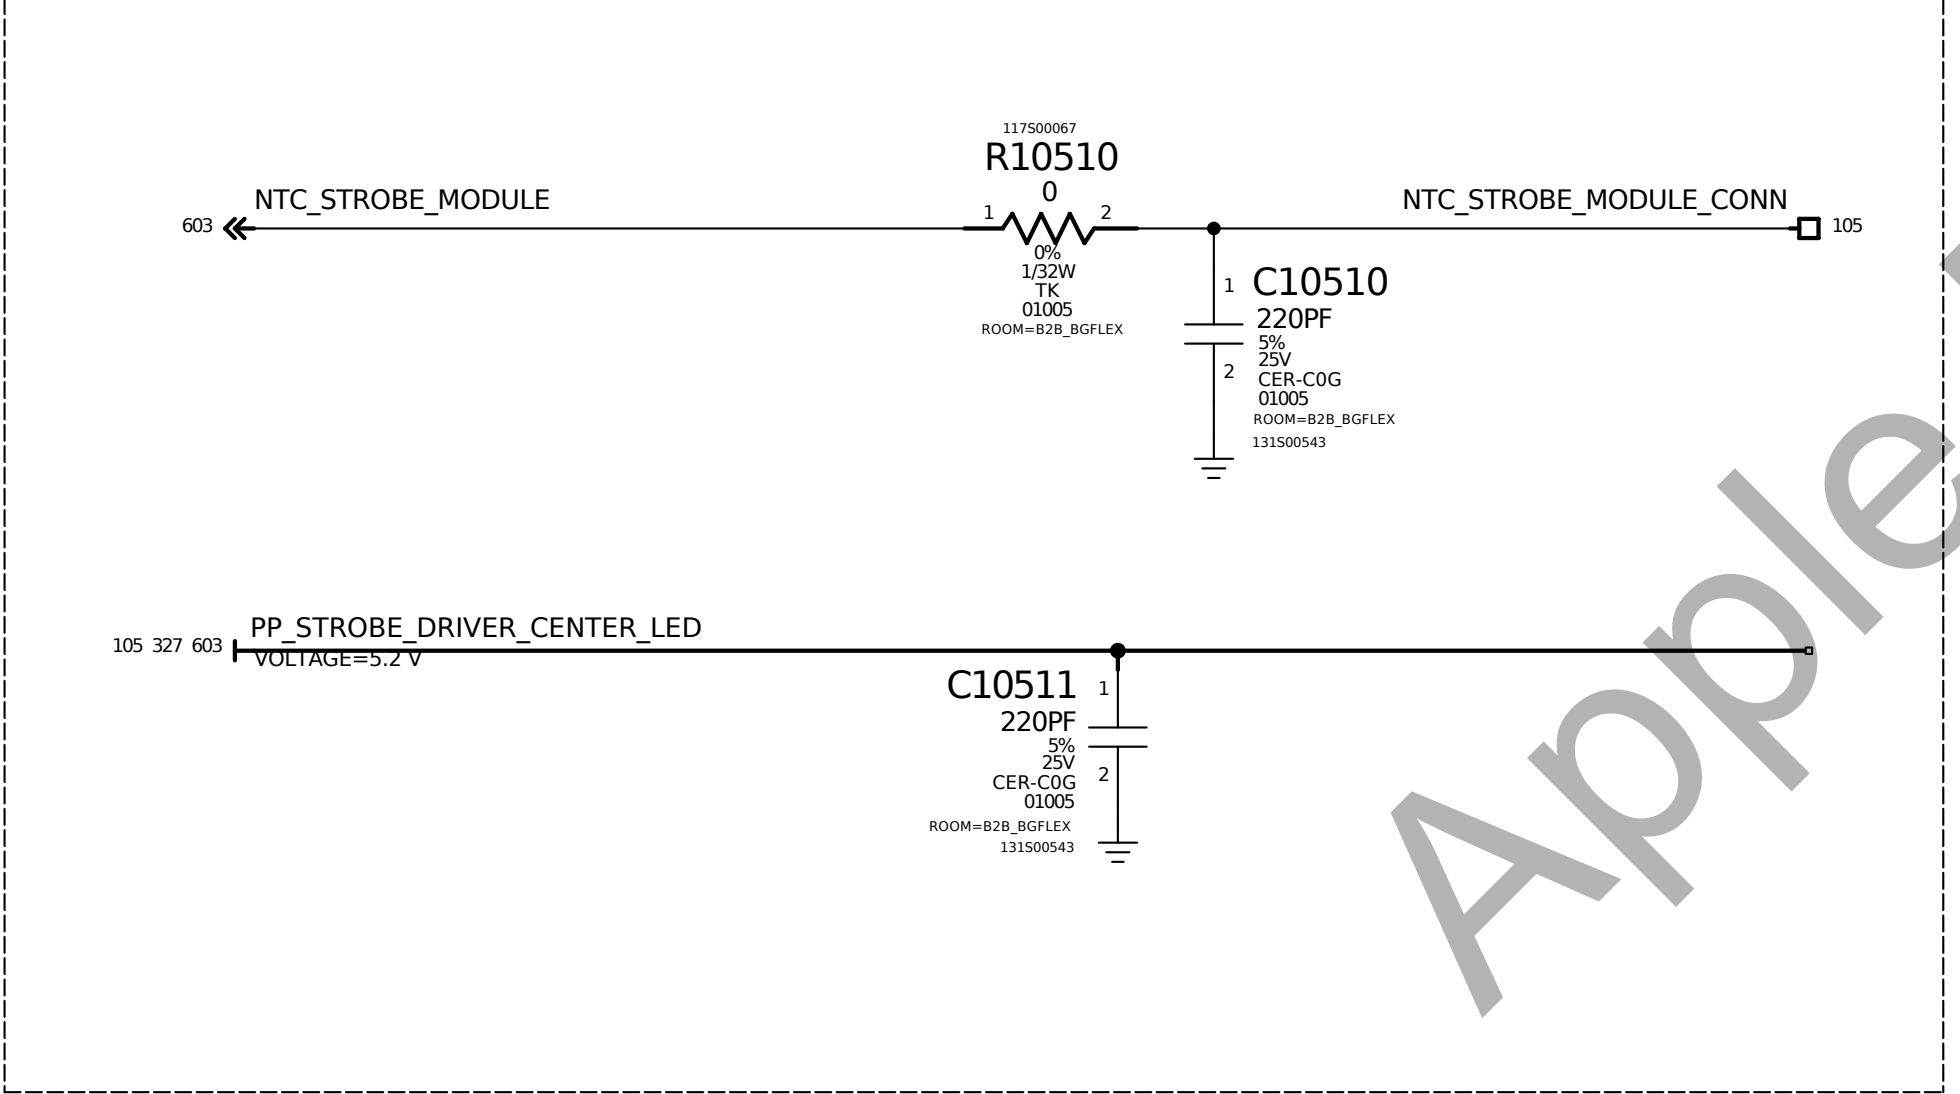 117S00067
R10510
0
NTC_STROBE_MODULE
NTC_STROBE_MODULE_CONN
603
1
2
105
0%
1/32W
TK
01005
ROOM=B2B_BGFLEX
1
C10510
220PF
5%
25V
2
CER-C0G
01005
ROOM=B2B_BGFLEX
131S00543
PP_STROBE_DRIVER_CENTER_LED
105 327 603
VOLTAGE=5.2 V
C10511
1
220PF
5%
25V
2
CER-C0G
01005
ROOM=B2B_BGFLEX
131S00543
Apple